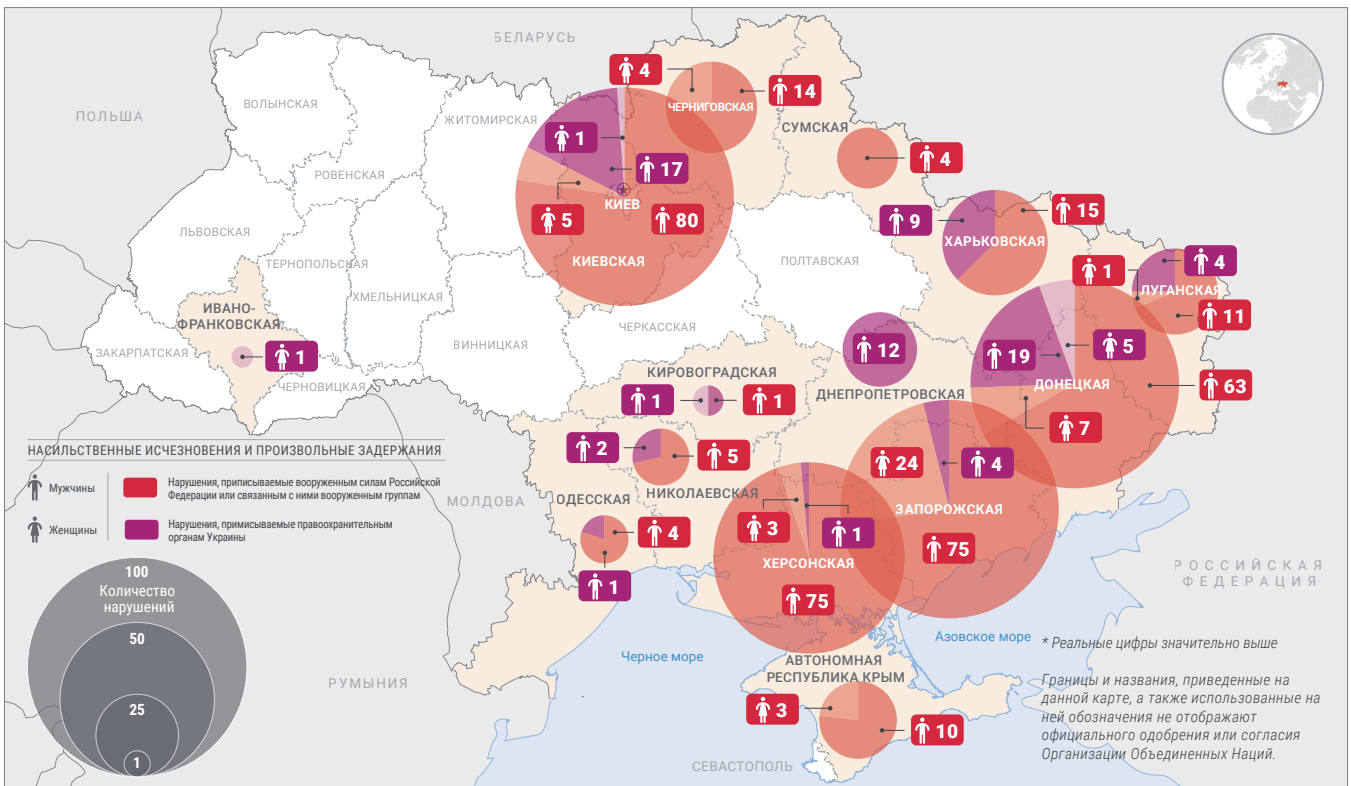 БЕЛАРУСЬ
ПОЛЬША
ВОЛЫНСКАЯ
ЖИТОМИРСКАЯ
РОВЕНСКАЯ
4
ЧЕРНИГОВСКАЯ
14
СУМСКАЯ
4
1
17
КИЕВ
5
80
КИЕВСКАЯ
9
15
ХАРЬКОВСКАЯ
ПОЛТАВСКАЯ
ЛЬВОВСКАЯ
ТЕРНОПОЛЬСКАЯ
ХМЕЛЬНИЦКАЯ
ИВАНО-
ФРАНКОВСКАЯ
1
ЗАКАРПАТСКАЯ
ЧЕРНОВИЦКАЯ
ВИННИЦКАЯ
ЧЕРКАССКАЯ
1
4
ЛУГАНСКАЯ
11
12
ДНЕПРОПЕТРОВСКАЯ
19
5
ДОНЕЦКАЯ
63
7
КИРОВОГРАДСКАЯ
1
1
2
5
НИКОЛАЕВСКАЯ
ОДЕССКАЯ
4
1
24
4
ЗАПОРОЖСКАЯ
75
3
1
ХЕРСОНСКАЯ
75
МОЛДОВА
РУМЫНИЯ
РОССИЙСКАЯ
ФЕДЕРАЦИЯ
Черное море
Азовское море
АВТОНОМНАЯ
РЕСПУБЛИКА КРЫМ
3
10
СЕВАСТОПОЛЬ
НАСИЛЬСТВЕННЫЕ ИСЧЕЗНОВЕНИЯ И ПРОИЗВОЛЬНЫЕ ЗАДЕРЖАНИЯ
Мужчины
Нарушения, приписываемые вооруженным силам Российской
Федерации или связанным с ними вооруженным группам
Женщины
Нарушения, примисываемые правоохранительным
органам Украины
100
Количество
нарушений
50
25
1
* Реальные цифры значительно выше
Границы и названия, приведенные на
данной карте, а также использованные на
ней обозначения не отображают
официального одобрения или согласия
Организации Объединенных Наций.